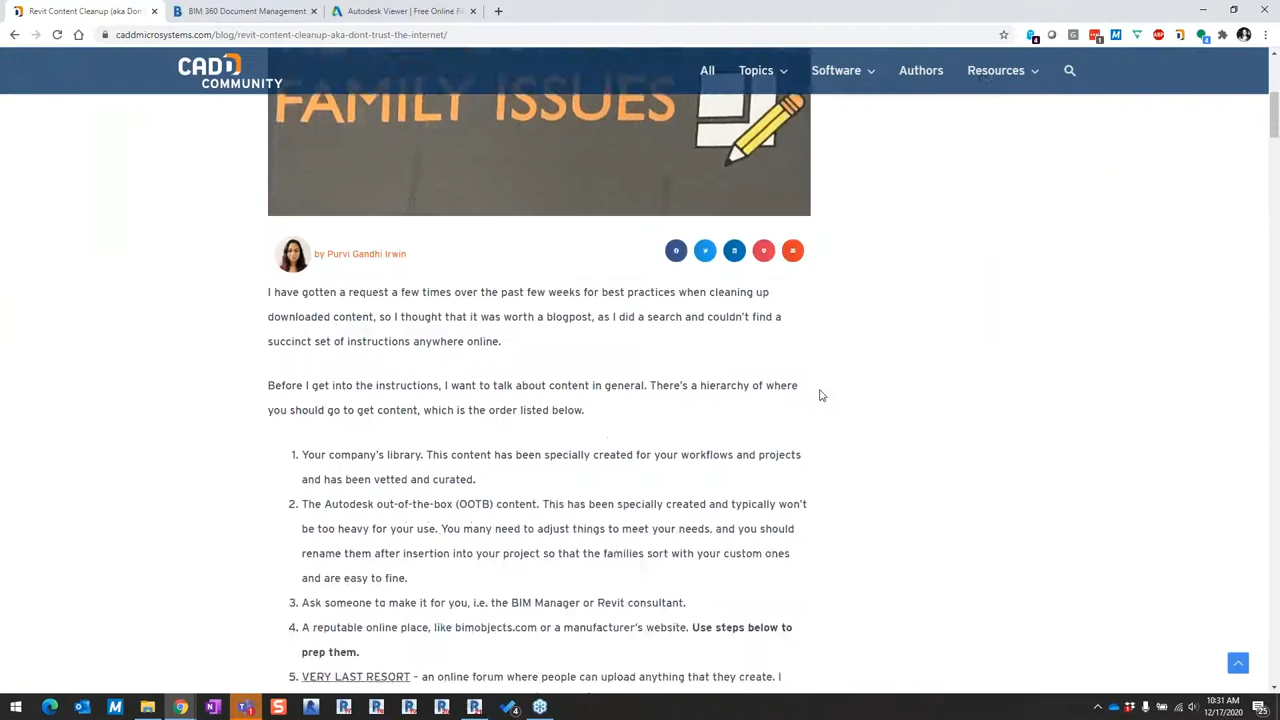 Revit Content Cleanup (aka Don
BIM 360 Document Management
Autodesk Viewer | Free Online Fi
caddmicrosystems.com/blog/revit-content-cleanup-aka-dont-trust-the-internet/
CADD
COMMUNITY
All
Topics
Software
Authors
Resources
FAMILY ISSUES
by Purvi Gandhi Irwin
I have gotten a request a few times over the past few weeks for best practices when cleaning up
downloaded content, so I thought that it was worth a blogpost, as I did a search and couldn't find a
succinct set of instructions anywhere online.
Before I get into the instructions, I want to talk about content in general. There's a hierarchy of where
you should go to get content, which is the order listed below.
1. Your company's library. This content has been specially created for your workflows and projects
and has been vetted and curated.
2. The Autodesk out-of-the-box (OOTB) content. This has been specially created and typically won't
be too heavy for your use. You many need to adjust things to meet your needs, and you should
rename them after insertion into your project so that the families sort with your custom ones
and are easy to fine.
3. Ask someone to make it for you, i.e. the BIM Manager or Revit consultant.
4. A reputable online place, like bimobjects.com or a manufacturer's website. Use steps below to
prep them.
5. VERY LAST RESORT - an online forum where people can upload anything that they create. I
10:31 AM
12/17/2020